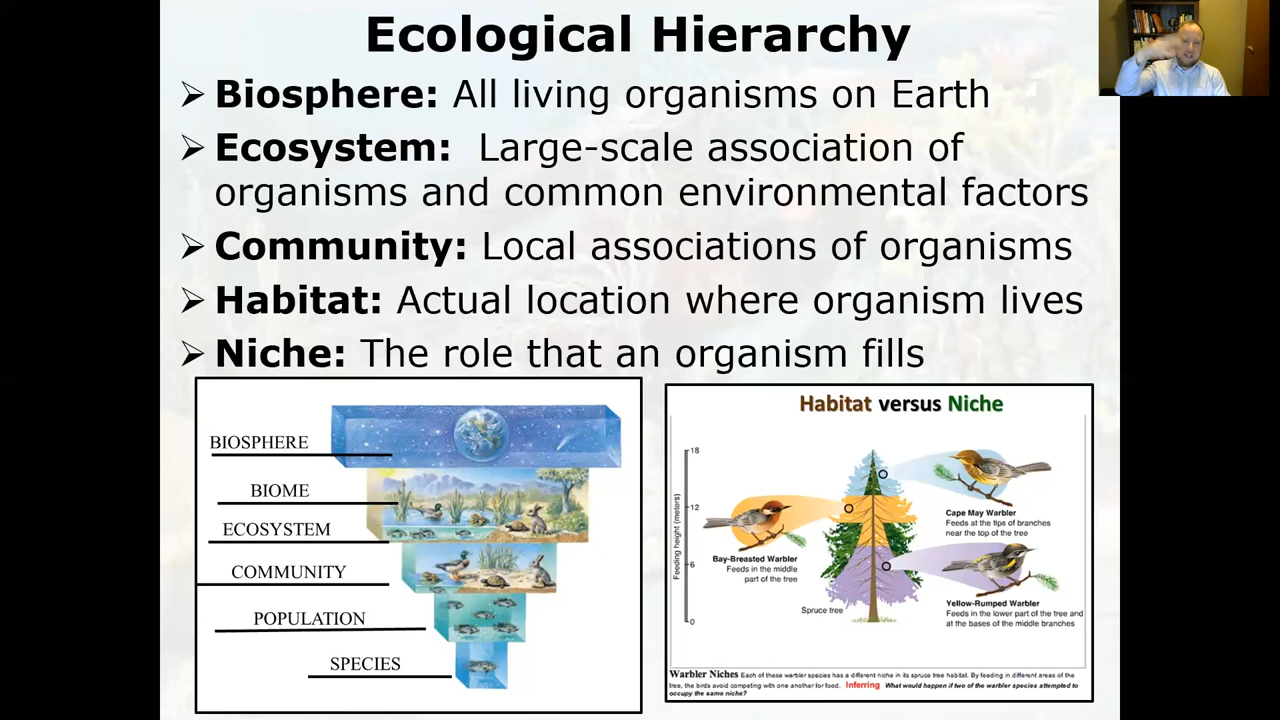 Ecological Hierarchy
➢ Biosphere: All living organisms on Earth
➢ Ecosystem: Large-scale association of
organisms and common environmental factors
➢ Community: Local associations of organisms
➢ Habitat: Actual location where organism lives
➢ Niche: The role that an organism fills
BIOSPHERE
BIOME
ECOSYSTEM
COMMUNITY
POPULATION
SPECIES
Habitat versus Niche
18
12
6
0
Feeding height (meters)
Cape May Warbler
Feeds at the tips of branches
near the top of the tree
Bay-Breasted Warbler
Feeds in the middle
part of the tree
Yellow-Rumped Warbler
Feeds in the lower part of the tree and
at the bases of the middle branches
Spruce tree
Warbler Niches Each of these warbler species has a different niche in its spruce tree habitat. By feeding in different areas of the
tree, the birds avoid competing with one another for food. Inferring What would happen if two of the warbler species attempted to
occupy the same niche?